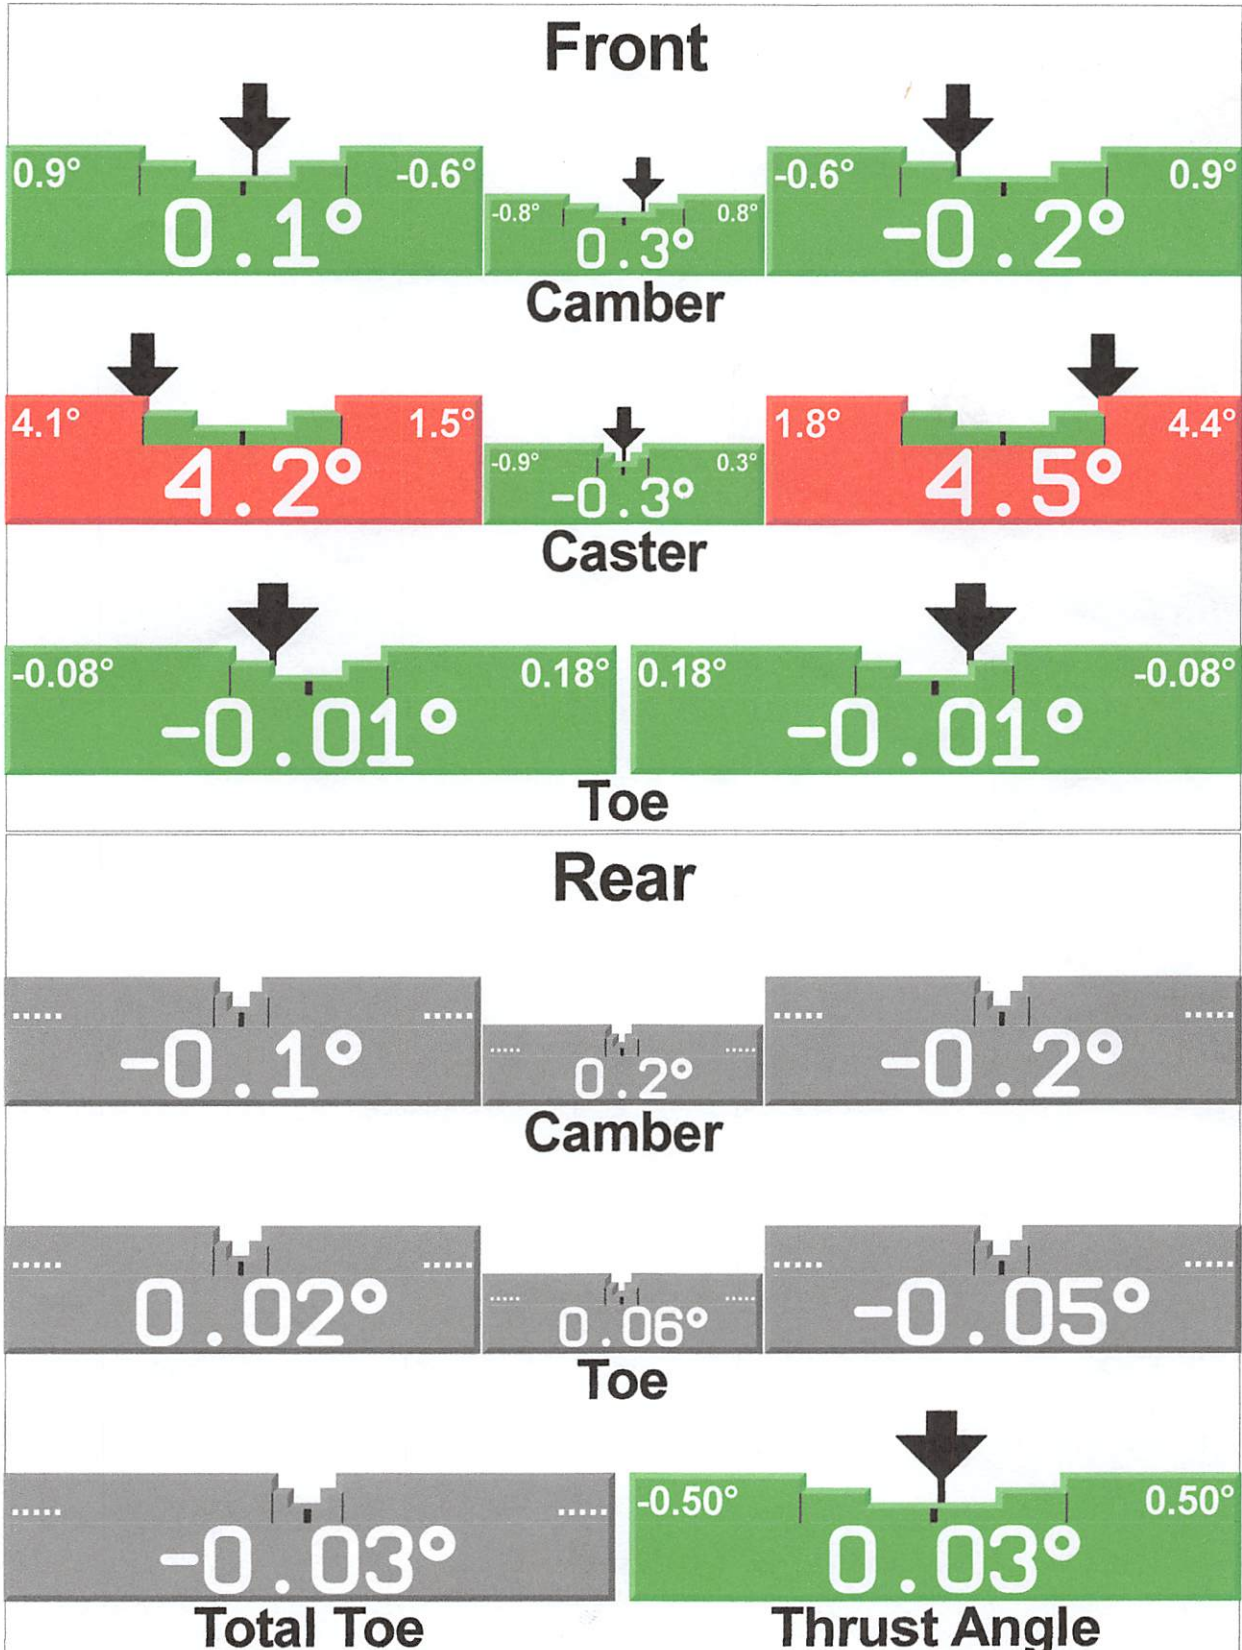 Front
0.9° -0.6° -0.6° 0.9°
-0.8° 0.8°
0.1° 0.3° -0.2°
Camber
4.1° 1.5° 1.8° 4.4°
-0.9° 0.3°
4.2° -0.3° 4.5°
Caster
-0.08° 0.18° 0.18° -0.08°
-0.01° -0.01°
Toe
Rear
-0.1° 0.2° -0.2°
Camber
0.02° 0.06° -0.05°
Toe
-0.50° 0.50°
-0.03° 0.03°
Total Toe Thrust Angle